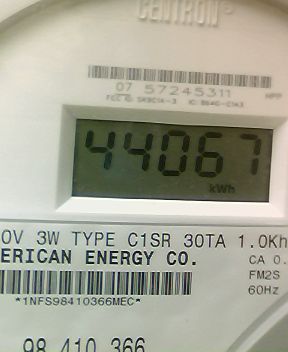 CENTRON®
07 57245311
44067
kWh
0V 3W TYPE C1SR 30TA 1.0Kh
ERICAN ENERGY CO.
CA 0.
FM2S
60Hz
*1NFS98410366MEC*
98 410 366